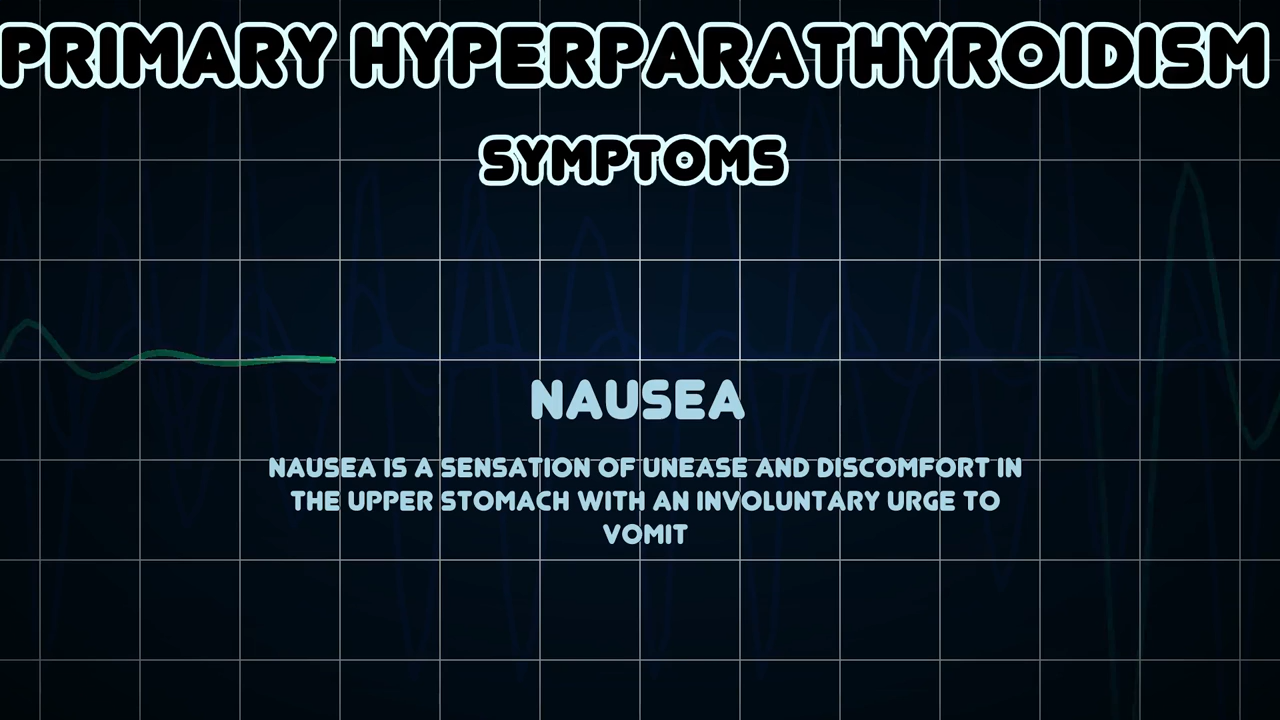 PRIMARY HYPERPARATHYROIDISM
SYMPTOMS
NAUSEA
NAUSEA IS A SENSATION OF UNEASE AND DISCOMFORT IN
THE UPPER STOMACH WITH AN INVOLUNTARY URGE TO
VOMIT